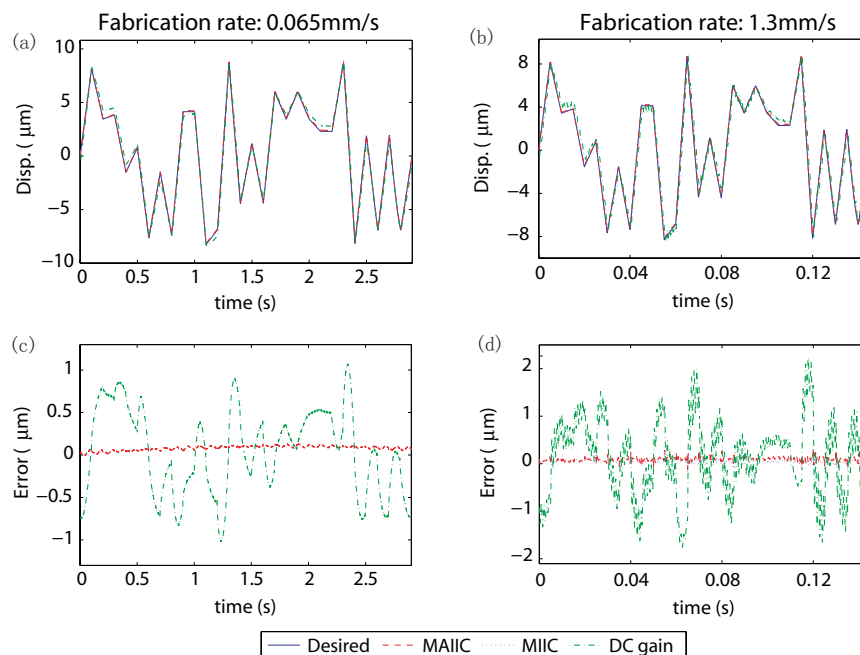 Fabrication rate: 0.065mm/s
Fabrication rate: 1.3mm/s
(a)
10
5
0
−5
−10
Disp. ( μm)
0 0.5 1 1.5 2 2.5
time (s)
(b)
8
4
0
−4
−8
Disp. ( μm)
0 0.04 0.08 0.12
time (s)
(c)
1
0.5
0
−0.5
−1
Error ( μm)
0 0.5 1 1.5 2 2.5
time (s)
(d)
2
1
0
−1
−2
Error ( μm)
0 0.04 0.08 0.12
time (s)
Desired MAIIC MIIC DC gain